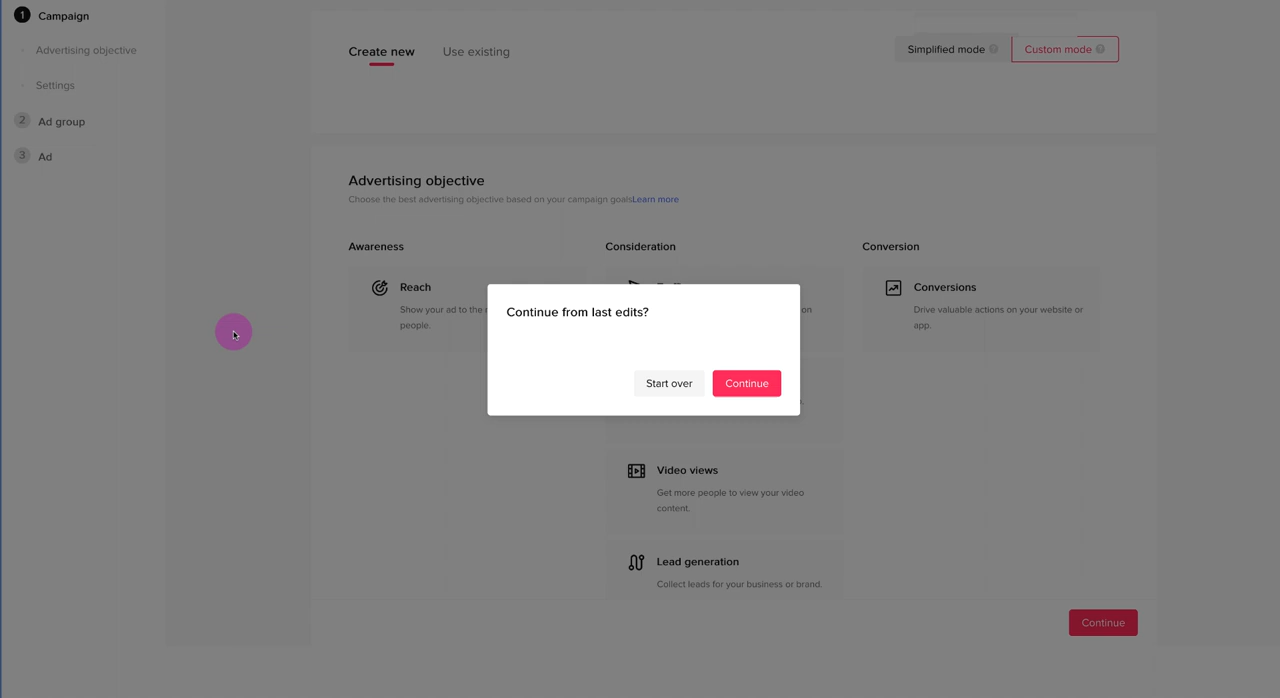 1 Campaign
Advertising objective
Settings
2 Ad group
3 Ad
Create new Use existing
Simplified mode ? Custom mode ?
Advertising objective
Choose the best advertising objective based on your campaign goalsLearn more
Awareness Consideration Conversion
Reach
Show your ad to the
people.
on
Conversions
Drive valuable actions on your website or
app.
Continue from last edits?
Start over Continue
Video views
Get more people to view your video
content.
Lead generation
Collect leads for your business or brand.
Continue